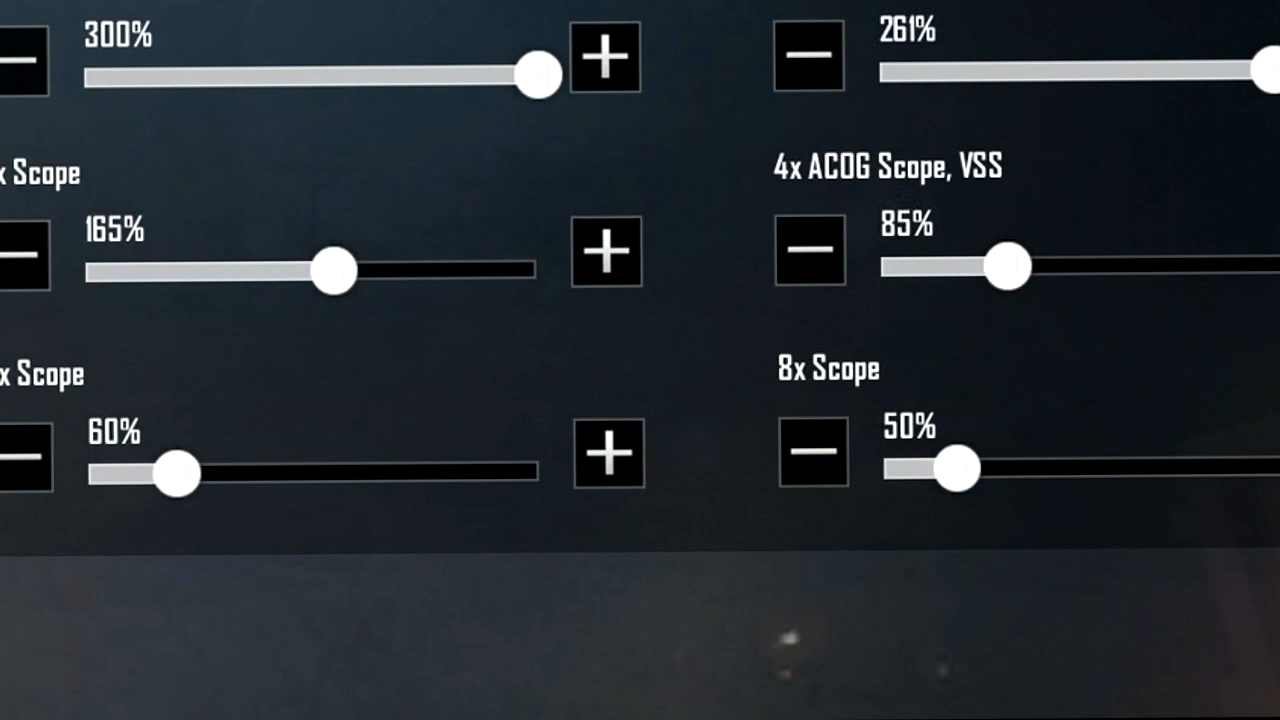 300%
261%
x Scope
4x ACOG Scope, VSS
165%
85%
x Scope
8x Scope
60%
50%